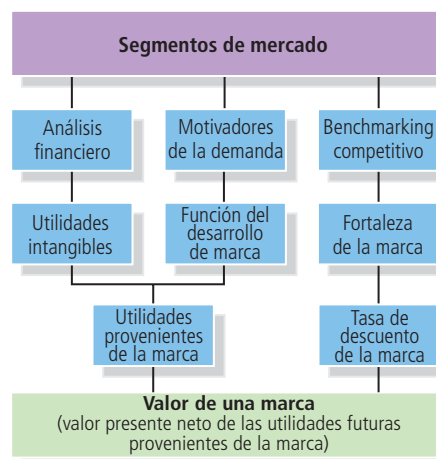 Segmentos de mercado
Análisis
financiero
Motivadores
de la demanda
Benchmarking
competitivo
Utilidades
intangibles
Función del
desarrollo
de marca
Fortaleza
de la marca
Utilidades
provenientes
de la marca
Tasa de
descuento
de la marca
Valor de una marca
(valor presente neto de las utilidades futuras
provenientes de la marca)